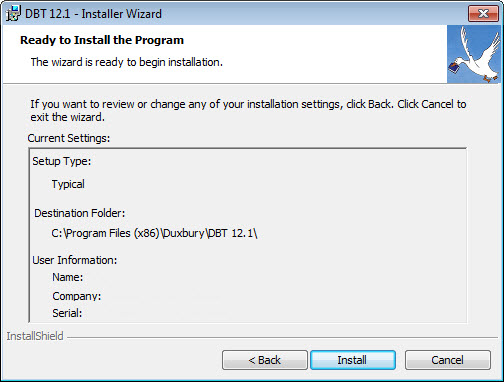 DBT 12.1 - Installer Wizard
Ready to Install the Program
The wizard is ready to begin installation.
If you want to review or change any of your installation settings, click Back. Click Cancel to
exit the wizard.
Current Settings:
Setup Type:
Typical
Destination Folder:
C:\Program Files (x86)\Duxbury\DBT 12.1\
User Information:
Name:
Company:
Serial:
InstallShield
< Back
Install
Cancel